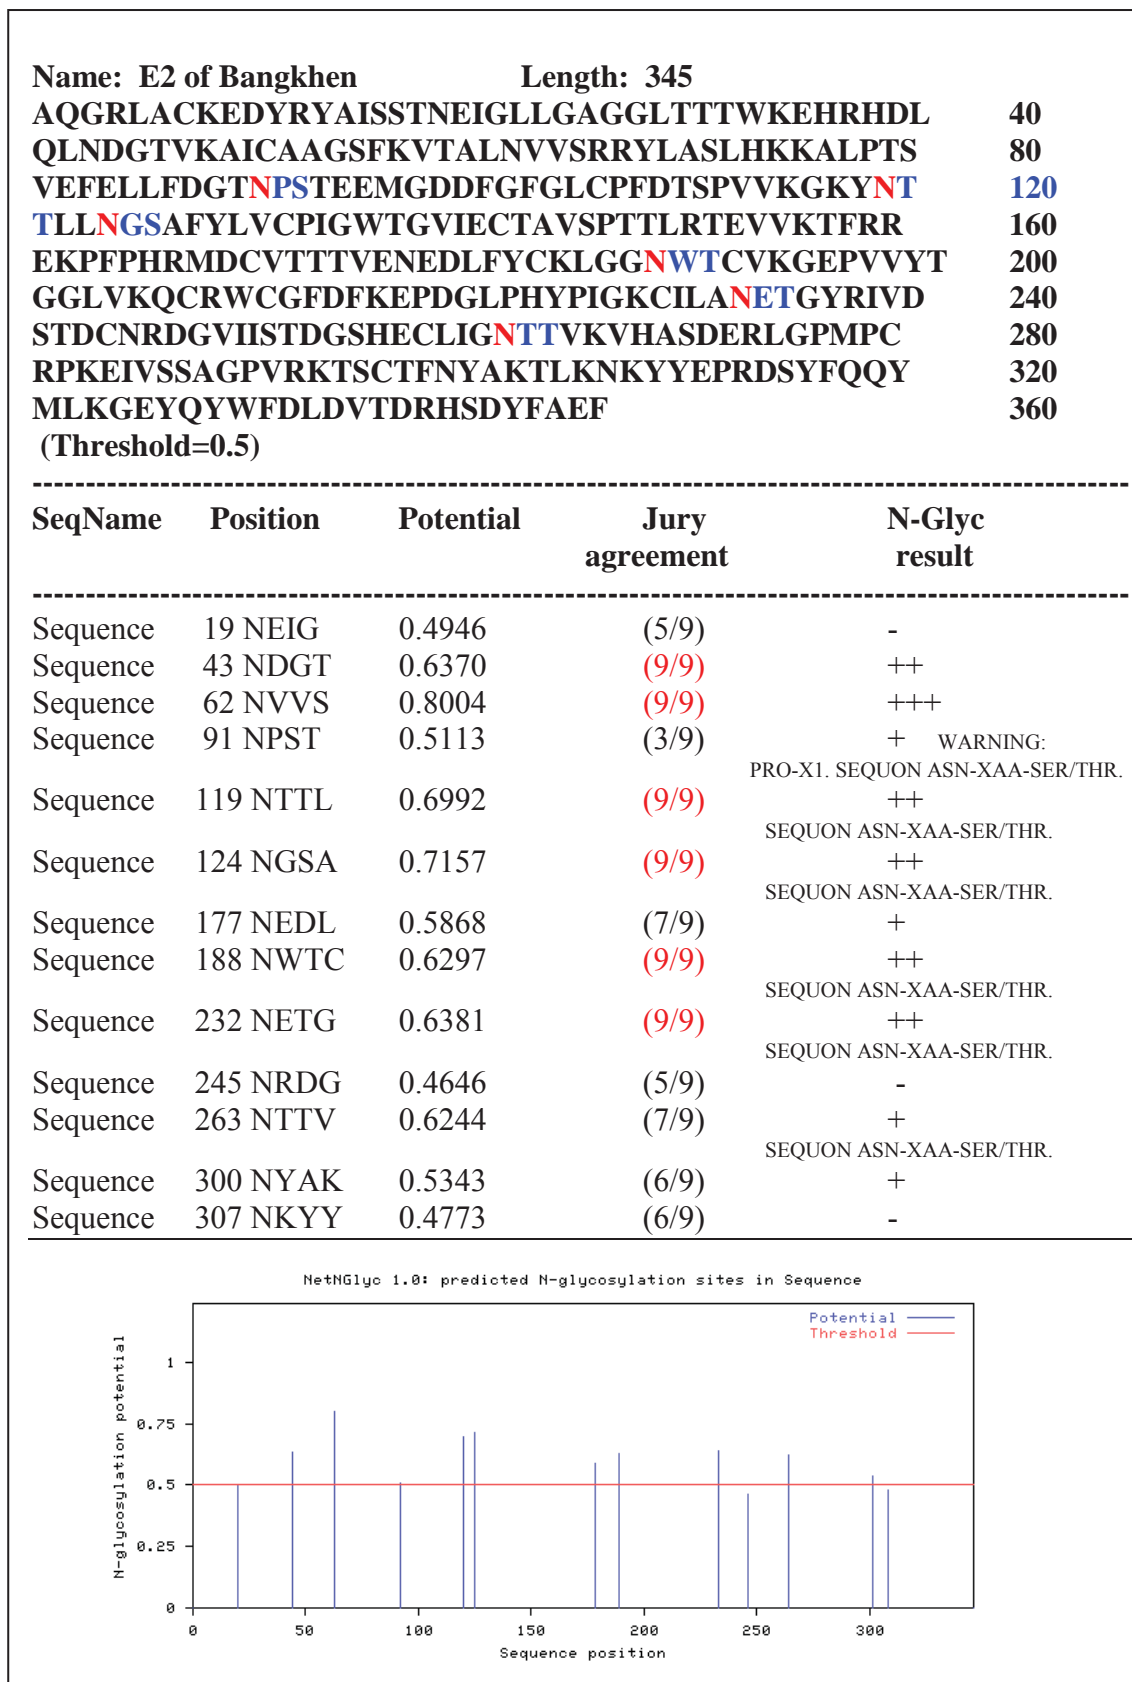 Name: E2 of Bangkhen Length: 345
AQGRLACKEDYRYAISSTNEIGLLGAGGLTTTWKEHRHDL 40
QLNDGTVKAICAAGSFKVTALNVVSRRYLASLHKKALPTS 80
VEFELLFDGTNPSTEEMGDDFGFGLCPFDTSPVVKGKYNT 120
TLLNGSAFYLVCPIGWTGVIECTAVSPTTLRTEVVKTFRR 160
EKPFPHRMDCVTTTVENEDLFYCKLGGNWTCVKGEPVVYT 200
GGLVKQCRWCGFDFKEPDGLPHYPIGKCILANETGYRIVD 240
STDCNRDGVIISTDGSHECLIGNTTVKVHASDERLGPMPC 280
RPKEIVSSAGPVRKTSCTFNYAKTLKNKYYEPRDSYFQQY 320
MLKGEYQYWFDLDVTDRHSDYFAEF 360
(Threshold=0.5)
SeqName Position Potential Jury N-Glyc
agreement result
Sequence 19 NEIG 0.4946 (5/9) -
Sequence 43 NDGT 0.6370 (9/9) ++
Sequence 62 NVVS 0.8004 (9/9) +++
Sequence 91 NPST 0.5113 (3/9) + WARNING:
PRO-X1. SEQUON ASN-XAA-SER/THR.
Sequence 119 NTTL 0.6992 (9/9) ++
SEQUON ASN-XAA-SER/THR.
Sequence 124 NGSA 0.7157 (9/9) ++
SEQUON ASN-XAA-SER/THR.
Sequence 177 NEDL 0.5868 (7/9) +
Sequence 188 NWTC 0.6297 (9/9) ++
SEQUON ASN-XAA-SER/THR.
Sequence 232 NETG 0.6381 (9/9) ++
SEQUON ASN-XAA-SER/THR.
Sequence 245 NRDG 0.4646 (5/9) -
Sequence 263 NTTV 0.6244 (7/9) +
SEQUON ASN-XAA-SER/THR.
Sequence 300 NYAK 0.5343 (6/9) +
Sequence 307 NKYY 0.4773 (6/9) -
NetNGlyc 1.0: predicted N-glycosylation sites in Sequence
Potential
Threshold
N-glycosylation potential
1
0.75
0.5
0.25
0
0 50 100 150 200 250 300
Sequence position